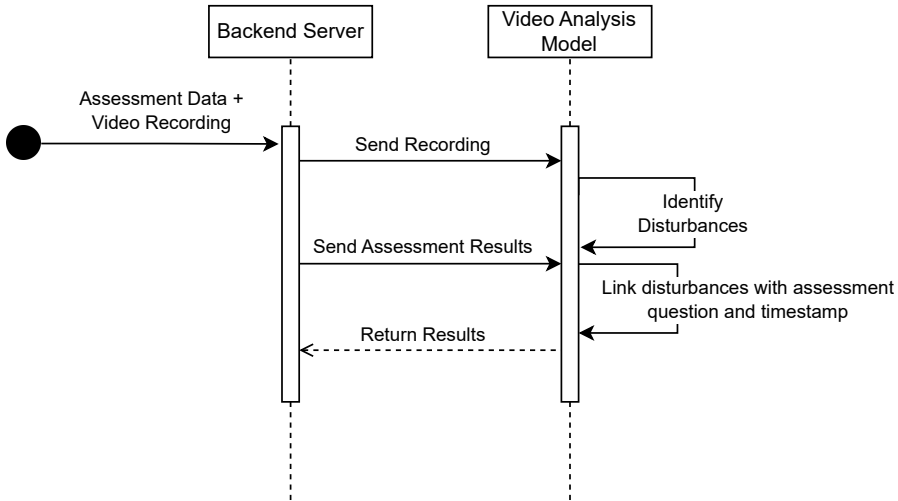 Backend Server
Video Analysis
Model
Assessment Data +
Video Recording
Send Recording
Identify
Disturbances
Send Assessment Results
Link disturbances with assessment
question and timestamp
Return Results